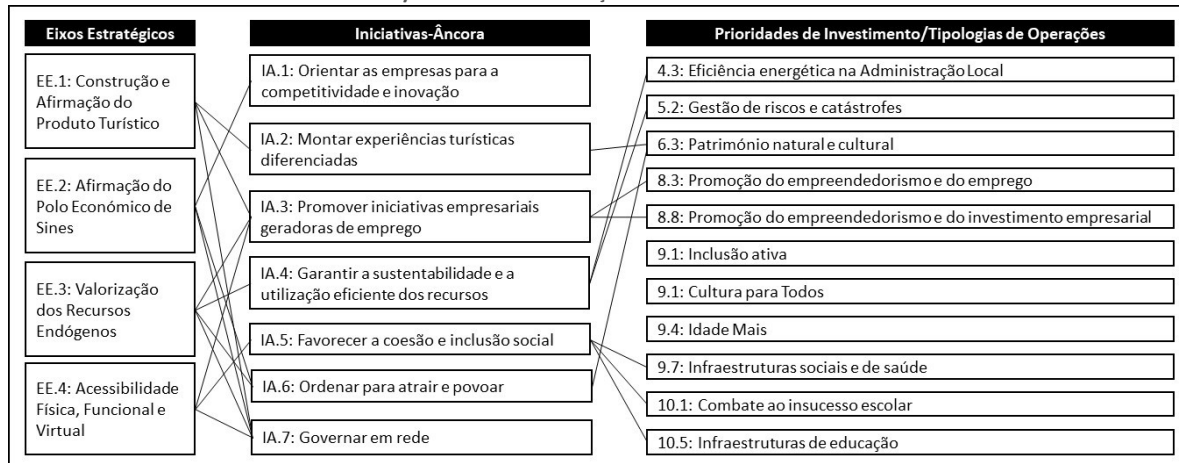 Eixos Estratégicos
EE.1: Construção e
Afirmação do
Produto Turístico
EE.2: Afirmação do
Polo Económico de
Sines
EE.3: Valorização
dos Recursos
Endógenos
EE.4: Acessibilidade
Física, Funcional e
Virtual
Iniciativas-Âncora
IA.1: Orientar as empresas para a
competitividade e inovação
IA.2: Montar experiências turísticas
diferenciadas
IA.3: Promover iniciativas empresariais
geradoras de emprego
IA.4: Garantir a sustentabilidade e a
utilização eficiente dos recursos
IA.5: Favorecer a coesão e inclusão social
IA.6: Ordenar para atrair e povoar
IA.7: Governar em rede
Prioridades de Investimento/Tipologias de Operações
4.3: Eficiência energética na Administração Local
5.2: Gestão de riscos e catástrofes
6.3: Património natural e cultural
8.3: Promoção do empreendedorismo e do emprego
8.8: Promoção do empreendedorismo e do investimento empresarial
9.1: Inclusão ativa
9.1: Cultura para Todos
9.4: Idade Mais
9.7: Infraestruturas sociais e de saúde
10.1: Combate ao insucesso escolar
10.5: Infraestruturas de educação